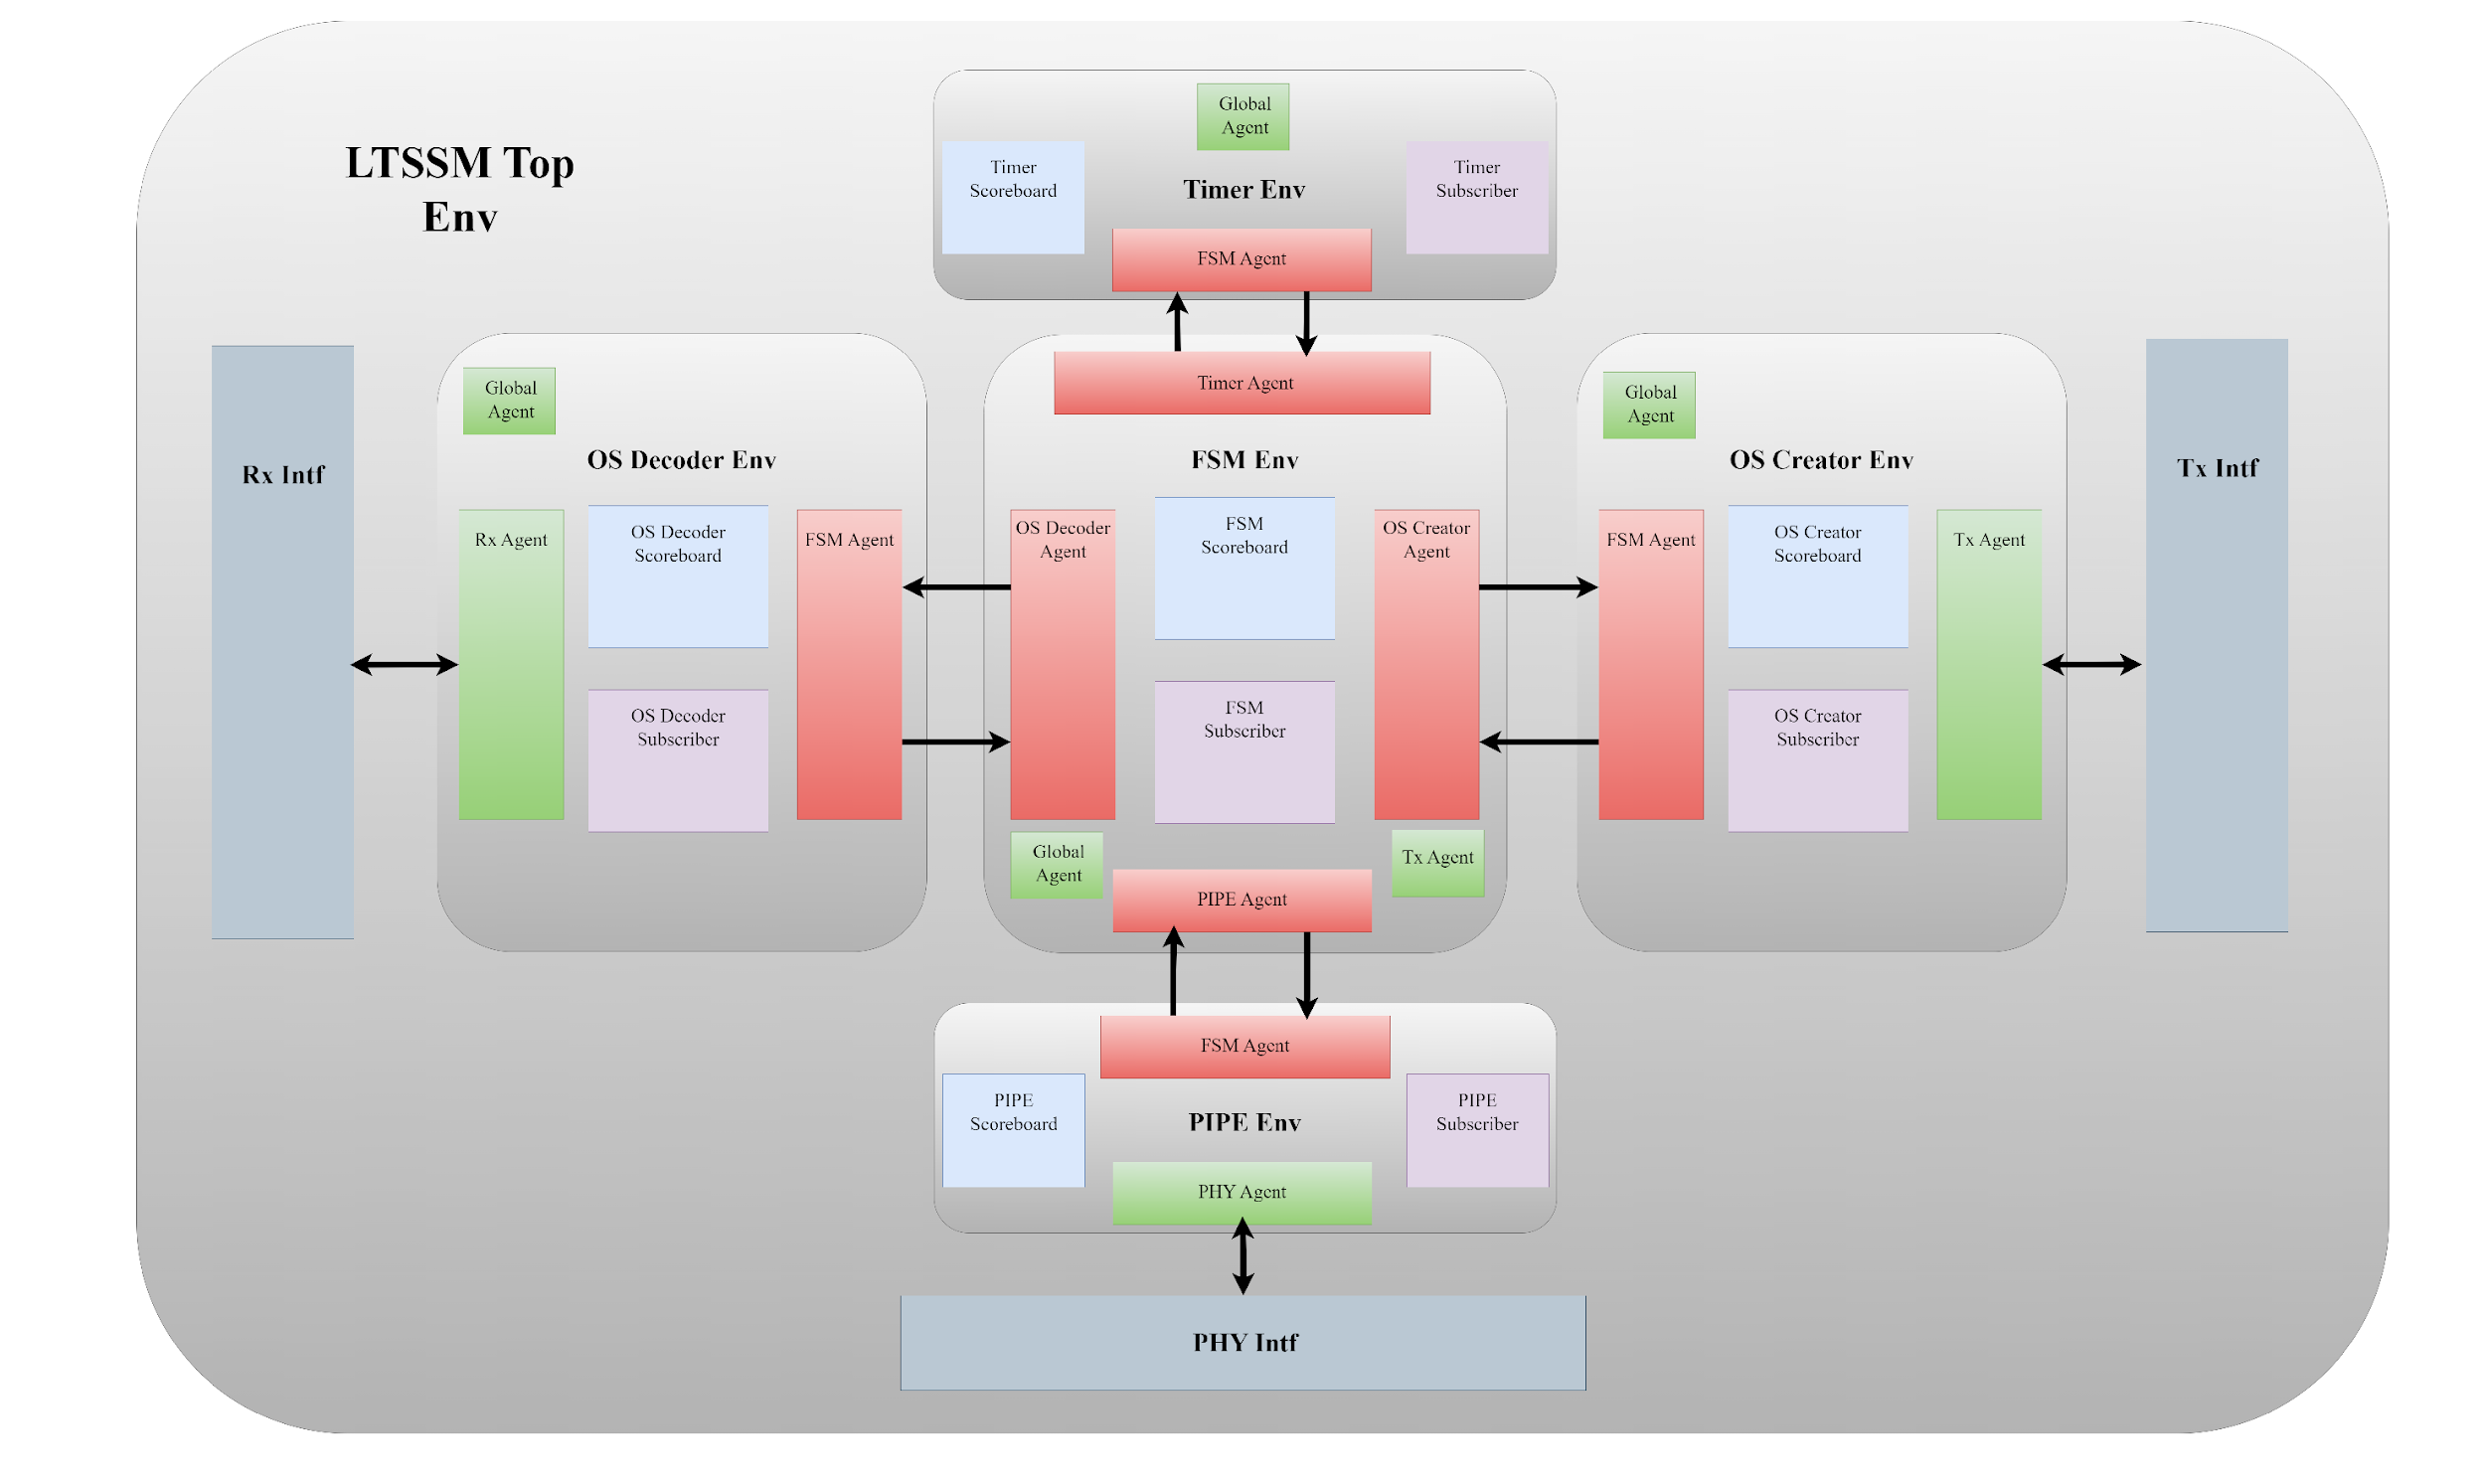 LTSSM Top
Env
Global
Agent
Timer
Scoreboard
Timer Env
Timer
Subscriber
FSM Agent
Rx Intf
Global
Agent
OS Decoder Env
Rx Agent
OS Decoder
Scoreboard
OS Decoder
Subscriber
FSM Agent
Timer Agent
FSM Env
OS Decoder
Agent
FSM
Scoreboard
FSM
Subscriber
OS Creator
Agent
Global
Agent
Tx Agent
PIPE Agent
Global
Agent
OS Creator Env
FSM Agent
OS Creator
Scoreboard
OS Creator
Subscriber
Tx Agent
Tx Intf
FSM Agent
PIPE
Scoreboard
PIPE Env
PIPE
Subscriber
PHY Agent
PHY Intf